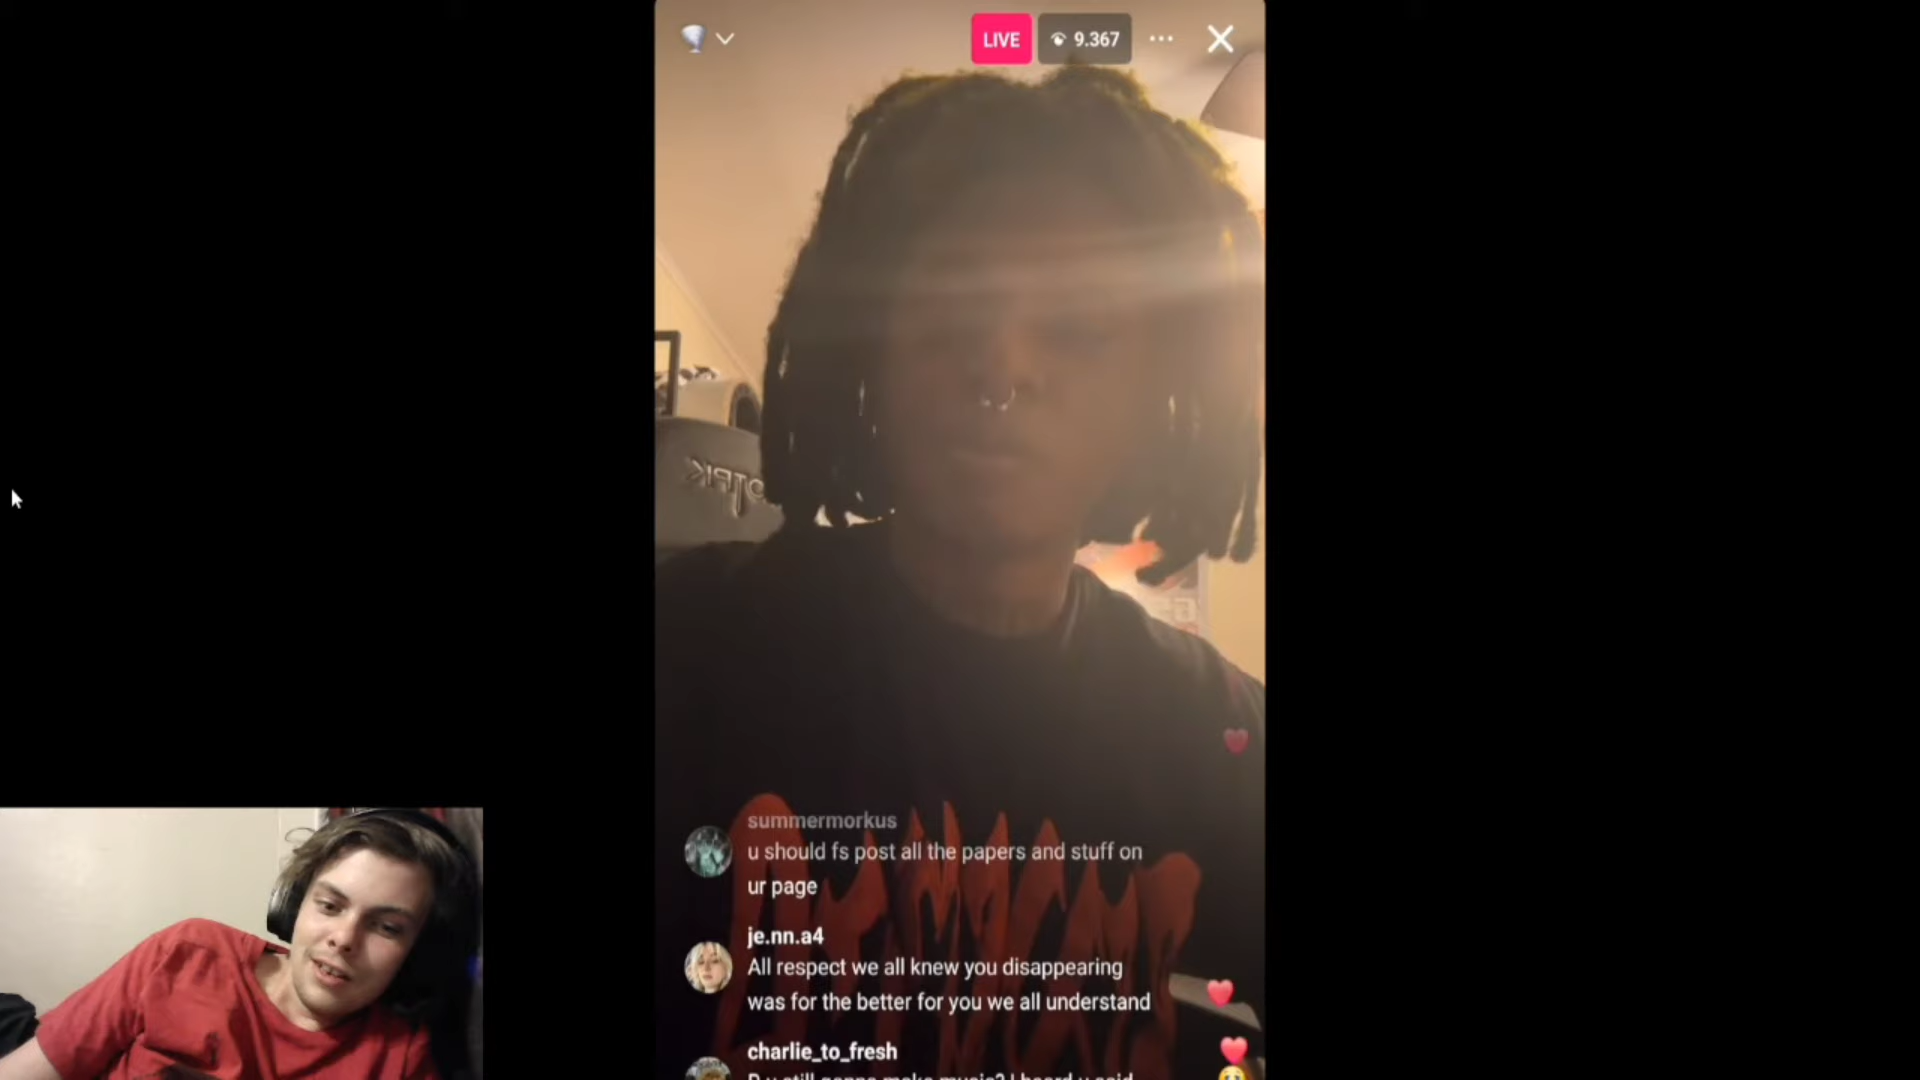 LIVE
9.367
summermorkus
u should fs post all the papers and stuff on
ur page
je.nn.a4
All respect we all knew you disappearing
was for the better for you we all understand
charlie_to_fresh